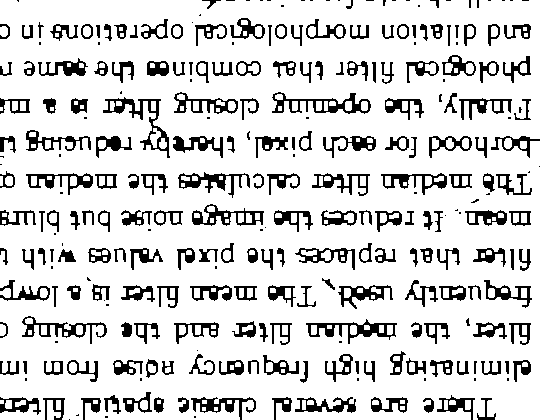 There are several classic spatial filters
eliminating high frequency noise from im
filter, the median filter and the closing o
frequently used. The mean filter is a lowp
filter that replaces the pixel values with t
mean. It reduces the image noise but blurs
The median filter calculates the median o
borhood for each pixel, thereby reducing t
Finally, the opening closing filter is a ma
phological filter that combines the same n
and dilation morphological operations in o